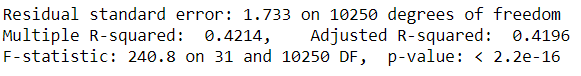 Residual standard error: 1.733 on 10250 degrees of freedom
Multiple R-squared:  0.4214,    Adjusted R-squared:  0.4196
F-statistic: 240.8 on 31 and 10250 DF,  p-value: < 2.2e-16